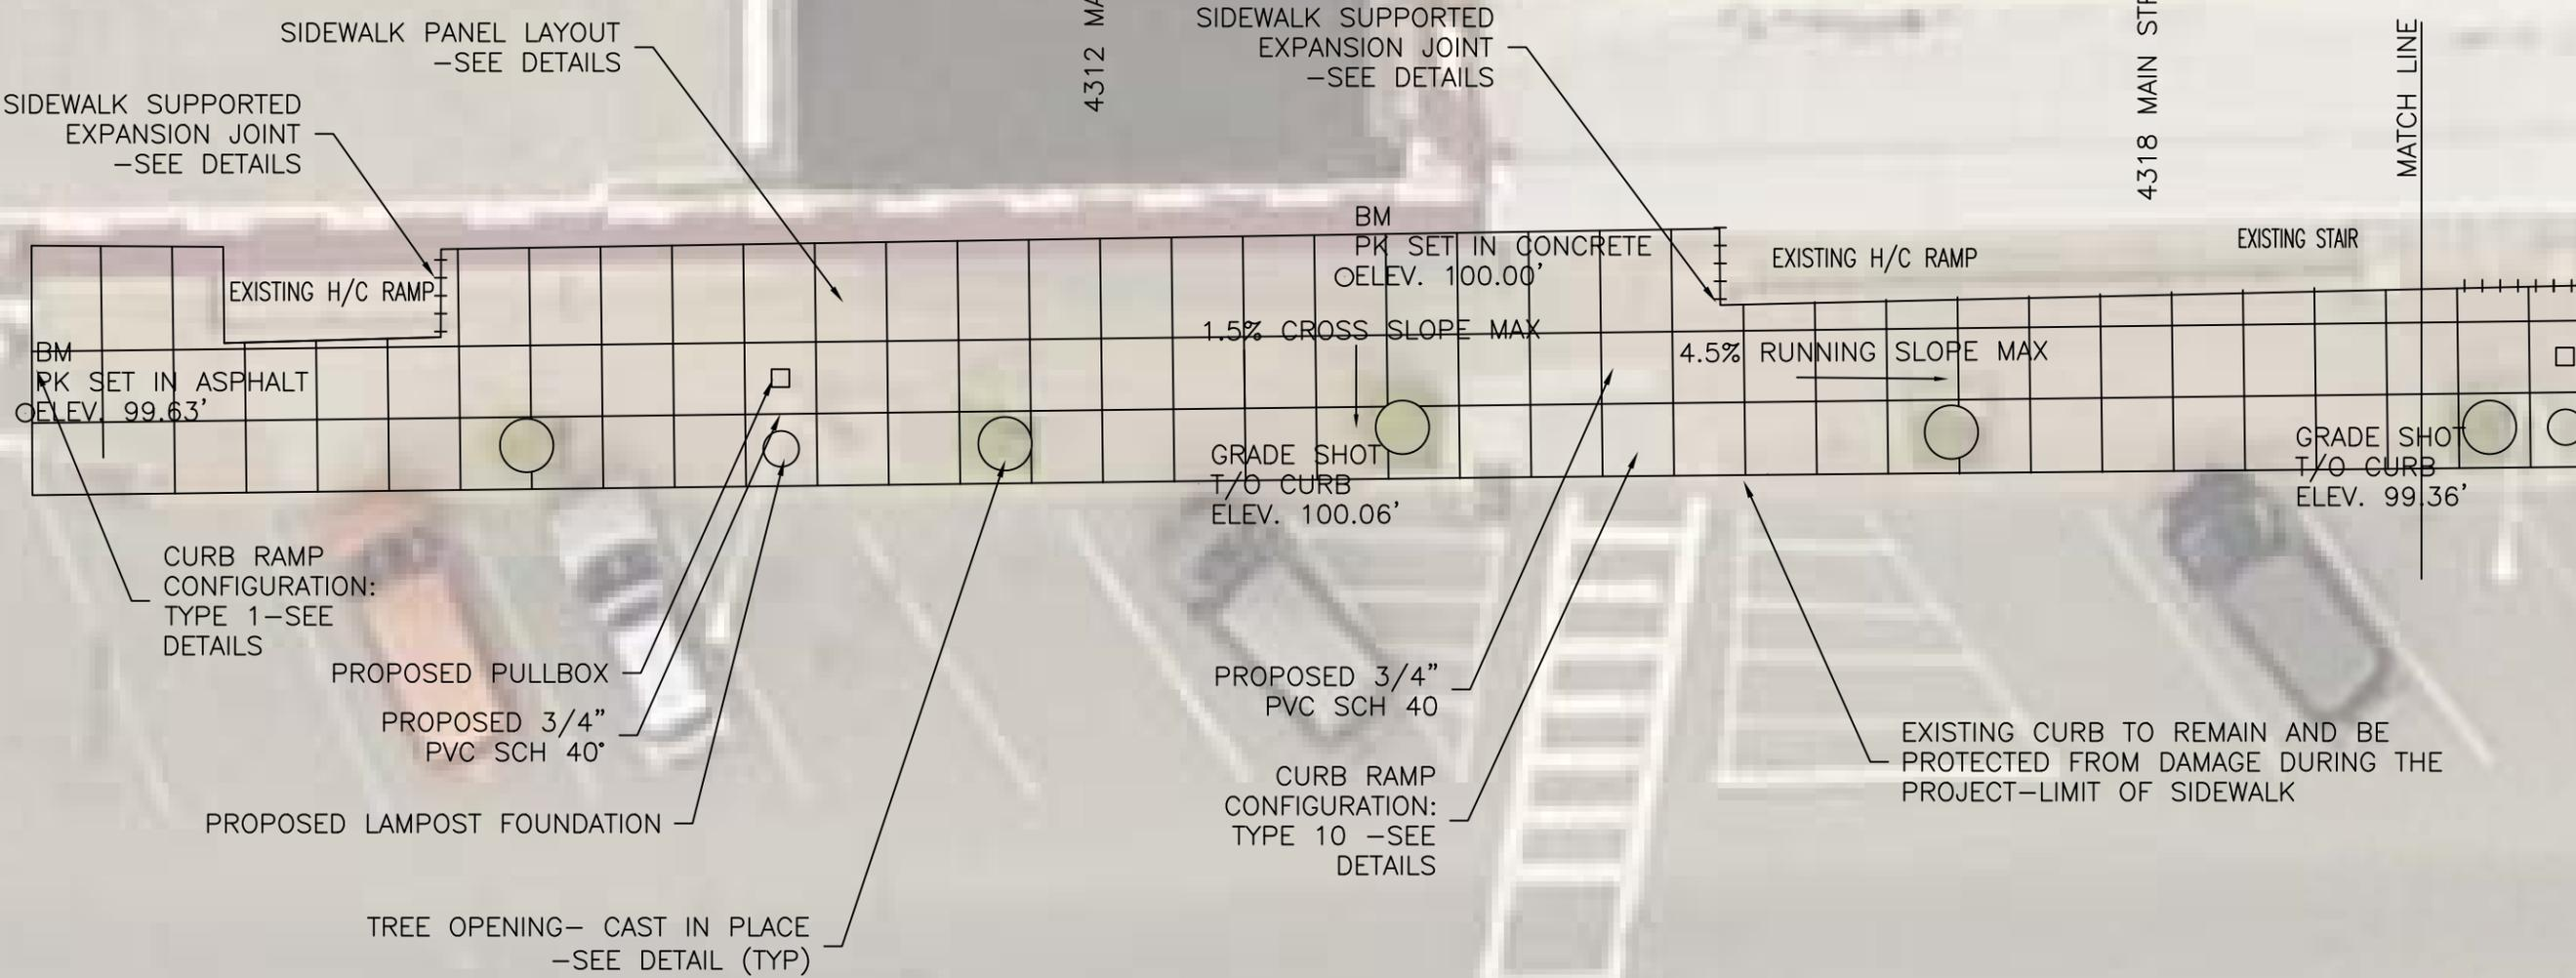 SIDEWALK PANEL LAYOUT
-SEE DETAILS
SIDEWALK SUPPORTED
EXPANSION JOINT
-SEE DETAILS
4312
SIDEWALK SUPPORTED
EXPANSION JOINT
-SEE DETAILS
4318 MAIN
MATCH LINE
EXISTING H/C RAMP
BM
PK SET IN CONCRETE
ELEV. 100.00'
EXISTING H/C RAMP
EXISTING STAIR
BM
PK SET IN ASPHALT
ELEV. 99.63'
1.5% CROSS SLOPE MAX
4.5% RUNNING SLOPE MAX
GRADE SHOT
T/O CURB
ELEV. 100.06'
GRADE SHOT
T/O CURB
ELEV. 99.36'
CURB RAMP
CONFIGURATION:
TYPE 1-SEE
DETAILS
PROPOSED PULLBOX
PROPOSED 3/4"
PVC SCH 40°
PROPOSED LAMPOST FOUNDATION
TREE OPENING- CAST IN PLACE
-SEE DETAIL (TYP)
PROPOSED 3/4"
PVC SCH 40
CURB RAMP
CONFIGURATION:
TYPE 10 -SEE
DETAILS
EXISTING CURB TO REMAIN AND BE
PROTECTED FROM DAMAGE DURING THE
PROJECT-LIMIT OF SIDEWALK